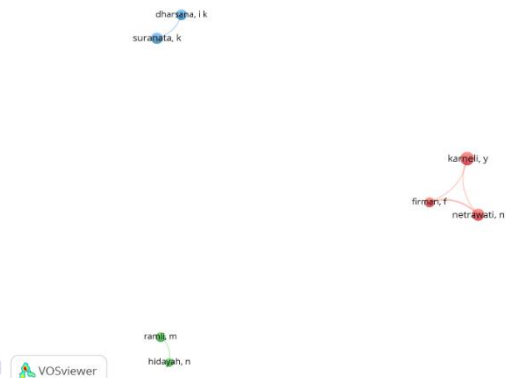 dharsana, i k
suranata, k
karneli, y
firman, f
netrawati, n
rama, m
hidayah, n
VOSviewer